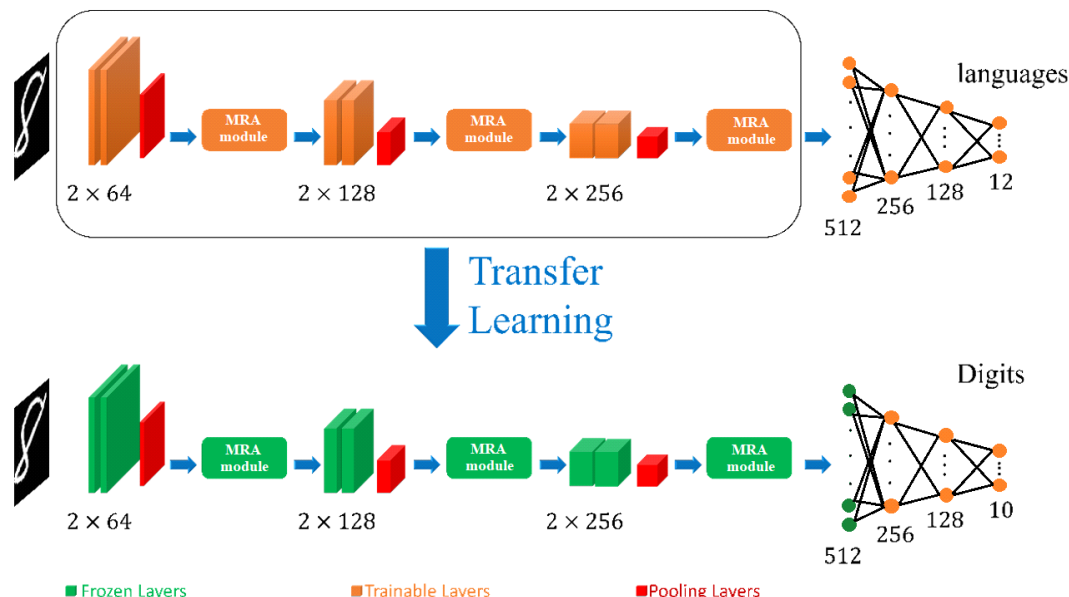 languages
MRA
module
MRA
module
MRA
module
2 × 64
2 × 128
2 × 256
512
256
128
12
Transfer
Learning
Digits
MRA
module
MRA
module
MRA
module
2 × 64
2 × 128
2 × 256
512
256
128
10
Frozen Layers
Trainable Layers
Pooling Layers